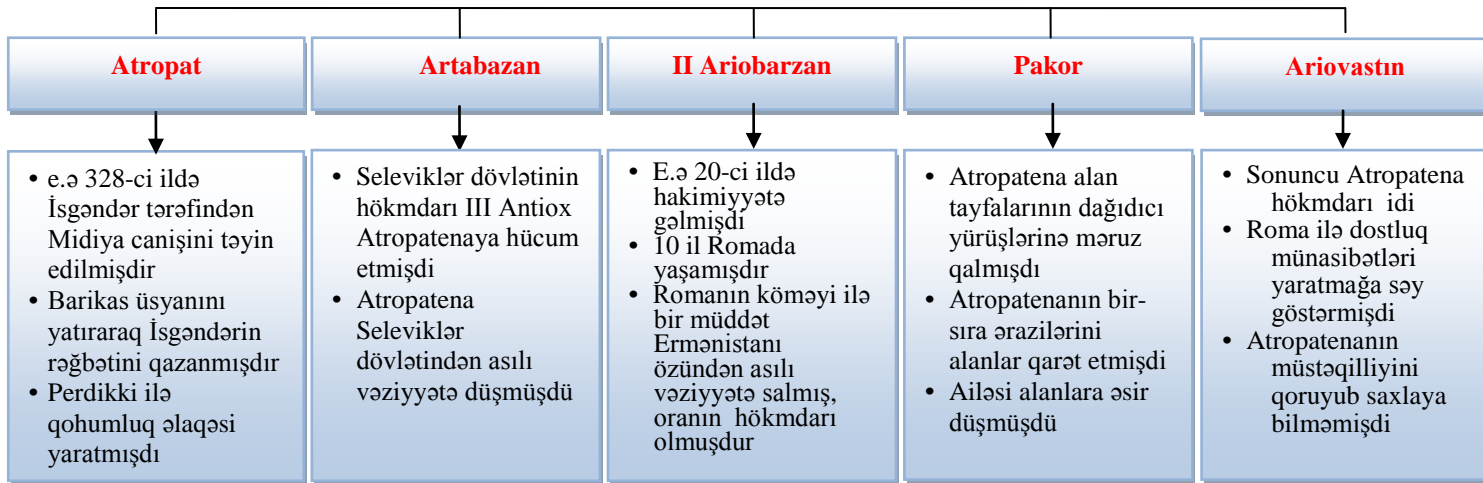 Atropat
• e.ə 328-ci ildə
İsgəndər tərəfindən
Midiya canişini təyin
edilmişdir
• Barikas üsyanını
yatıraraq İsgəndərin
rəğbətini qazanmışdır
• Perdikki ilə
qohumluq əlaqəsi
yaratmışdı
Artabazan
• Seleviklər dövlətinin
hökmdarı III Antiox
Atropatenaya hücum
etmişdi
• Atropatena
Seleviklər
dövlətindən asılı
vəziyyətə düşmüşdü
II Ariobarzan
• E.ə 20-ci ildə
hakimiyyətə
gəlmişdi
• 10 il Romada
yaşamışdır
• Romanın köməyi ilə
bir müddət
Ermənistanı
özündən asılı
vəziyyətə salmış,
oranın hökmdarı
olmuşdur
Pakor
• Atropatena alan
tayfalarının dağıdıcı
yürüşlərinə məruz
qalmışdı
• Atropatenanın bir-
sıra ərazilərini
alanlar qarət etmişdi
• Ailəsi alanlara əsir
düşmüşdü
Ariovastın
• Sonuncu Atropatena
hökmdarı idi
• Roma ilə dostluq
münasibətləri
yaratmağa səy
göstərmişdi
• Atropatenanın
müstəqilliyini
qoruyub saxlaya
bilməmişdi